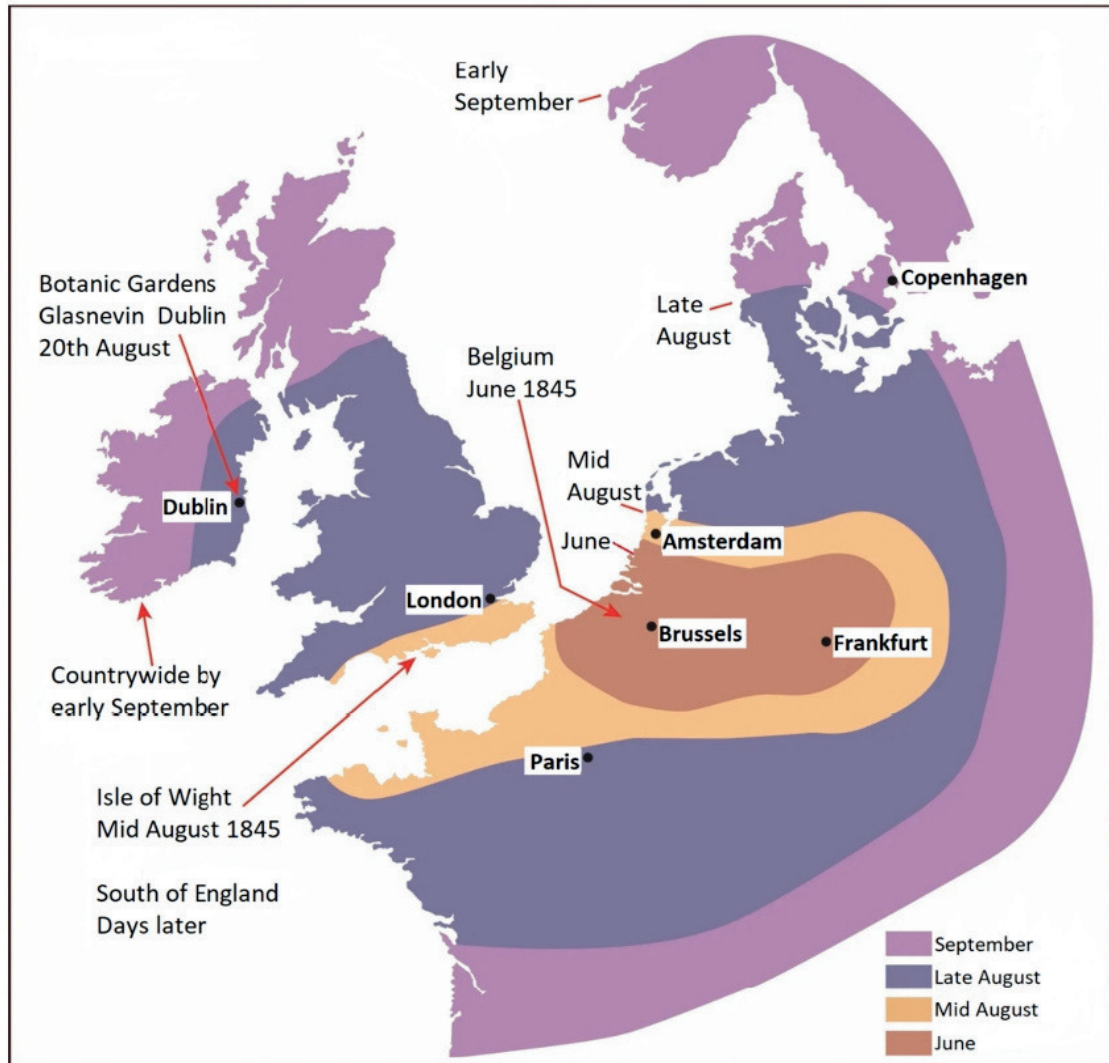 Early
September
Botanic Gardens
Glasnevin Dublin
20th August
Copenhagen
Late
August
Belgium
June 1845
Mid
August
Dublin
June
Amsterdam
London
Brussels
Frankfurt
Countrywide by
early September
Paris
Isle of Wight
Mid August 1845
South of England
Days later
September
Late August
Mid August
June